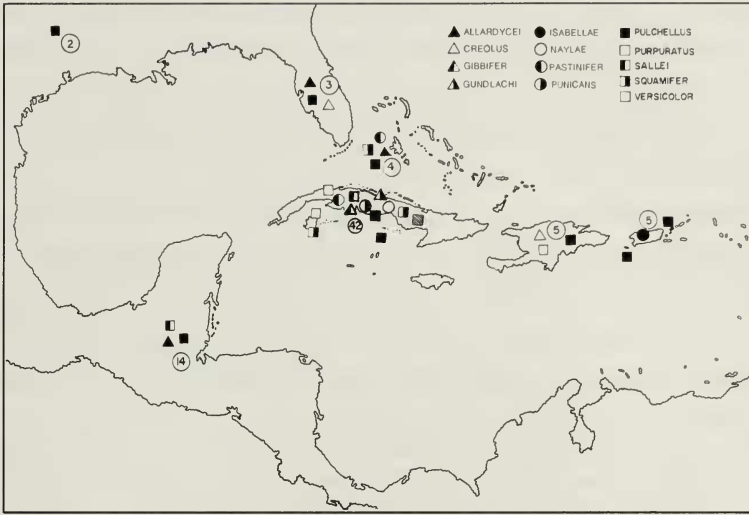 ALLARDYCEI
CREOLUS
GIBBIFER
GUNDLACHI
ISABELLAE
NAYLAE
PASTINIFER
PUNICANS
PULCHELLUS
PURPURATUS
SALLEI
SQUAMIFER
VERSICOLOR
2
3
4
42
5
5
14